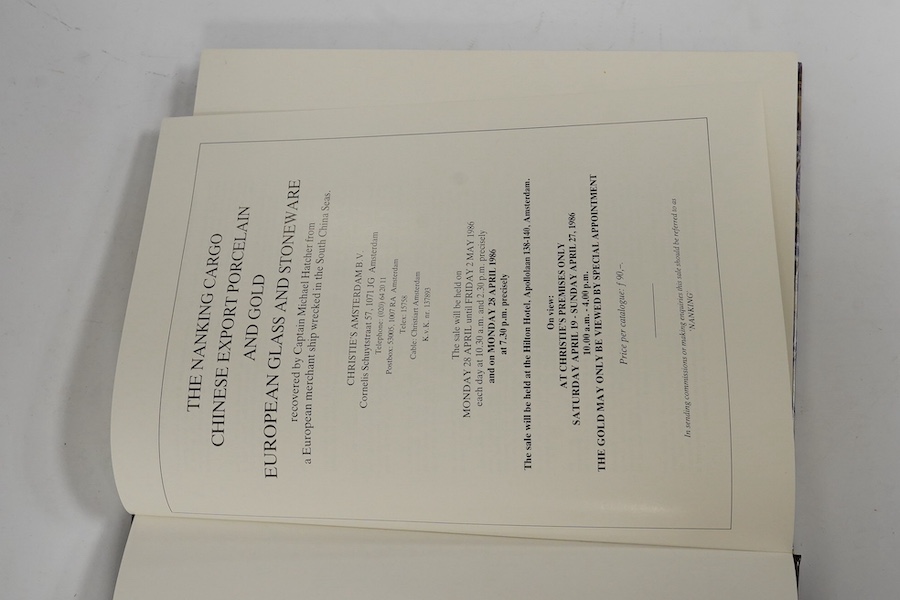 THE NANKING CARGO
CHINESE EXPORT PORCELAIN
AND GOLD
EUROPEAN GLASS AND STONEWARE
recovered by Captain Michael Hatcher from
a European merchant ship wrecked in the South China Seas.
CHRISTIE'S AMSTERDAM B.V.
Cornelis Schuytstraat 57, 1071 JG Amsterdam
Telephone: (020) 64 20 11
Postbox: 53005, 1007 RA Amsterdam
Telex: 15758
Cable: Christiam Amsterdam
K.v.K. nr. 137893
The sale will be held on
MONDAY 28 APRIL until FRIDAY 2 MAY 1986
each day at 10.30 a.m. and 2.30 p.m. precisely
and on MONDAY 28 APRIL 1986
at 7.30 p.m. precisely
The sale will be held at the Hilton Hotel, Apollolaan 138-140, Amsterdam.
On view:
AT CHRISTIE'S PREMISES ONLY
SATURDAY APRIL 19 - SUNDAY APRIL 27, 1986
10.00 a.m. - 4.00 p.m.
THE GOLD MAY ONLY BE VIEWED BY SPECIAL APPOINTMENT
Price per catalogue: ƒ 90,-.
In sending commissions or making enquiries this sale should be referred to as
'NANKING'